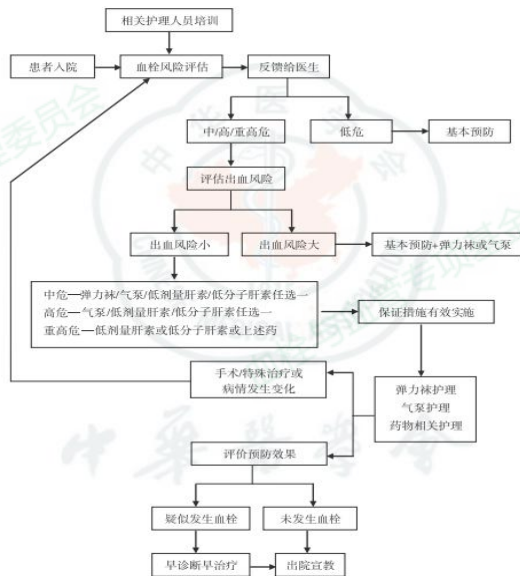 相关护理人员培训
患者入院
血栓风险评估
反馈给医生
中/高/重高危
低危
基本预防
评估出血风险
出血风险小
出血风险大
基本预防+弹力袜或气泵
中危—弹力袜/气泵/低剂量肝素/低分子肝素任选一
高危—气泵/低剂量肝素/低分子肝素任选一
重高危—低剂量肝素或低分子肝素或上述药
保证措施有效实施
手术/特殊治疗或
病情发生变化
弹力袜护理
气泵护理
药物相关护理
评价预防效果
疑似发生血栓
未发生血栓
早诊断早治疗
出院宣教
中华医学会